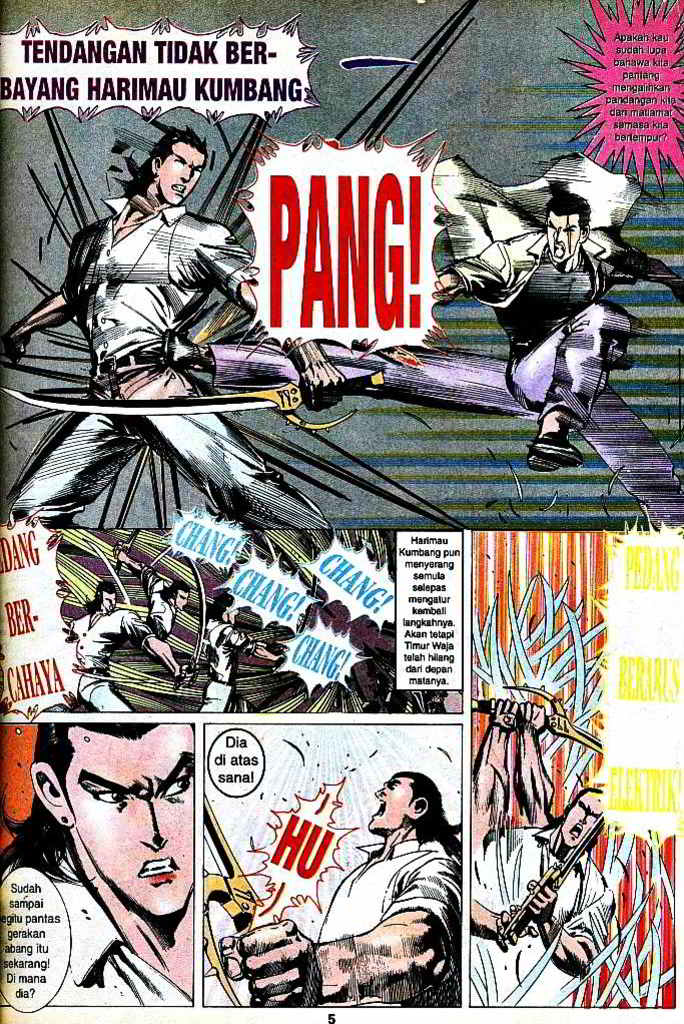 TENDANGAN TIDAK BER-
BAYANG HARIMAU KUMBANG
Apakah kau
sudah lupa
bahawa kita
pantang
mengalihkan
pandangan kita
dari matlamat
semasa kita
bertempur?
PANG!
DANG
BER-
CAHAYA
CHANG!
CHANG!
CHANG!
CHANG!
Harimau
Kumbang pun
menyerang
semula
selepas
mengatur
kembali
langkahnya.
Akan tetapi
Timur Waja
telah hilang
dari depan
matanya.
PEDANG
BERARUS
ELEKTRIK!
Sudah
sampai
egitu pantas
gerakan
abang itu
sekarang!
Di mana
dia?
Dia
di atas
sana!
HU
5